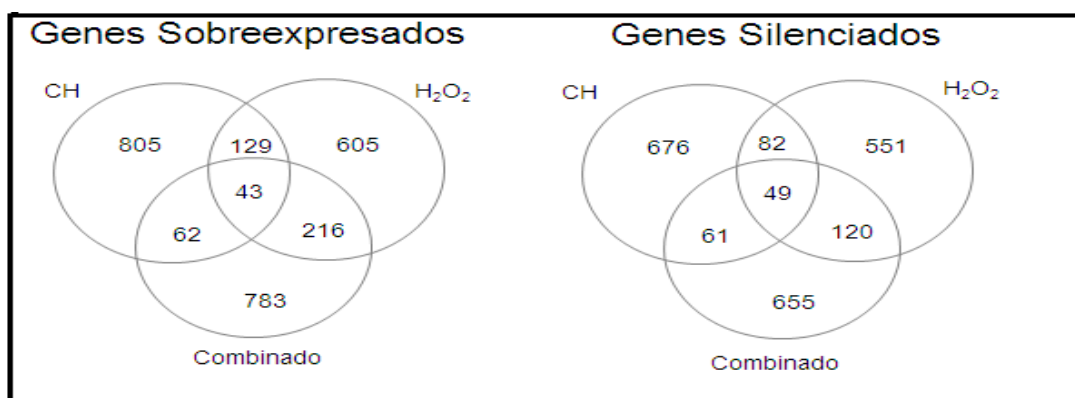 Genes Sobreexpresados
CH
H₂O₂
805
129
605
43
62
216
783
Combinado
Genes Silenciados
CH
H₂O₂
676
82
551
49
61
120
655
Combinado